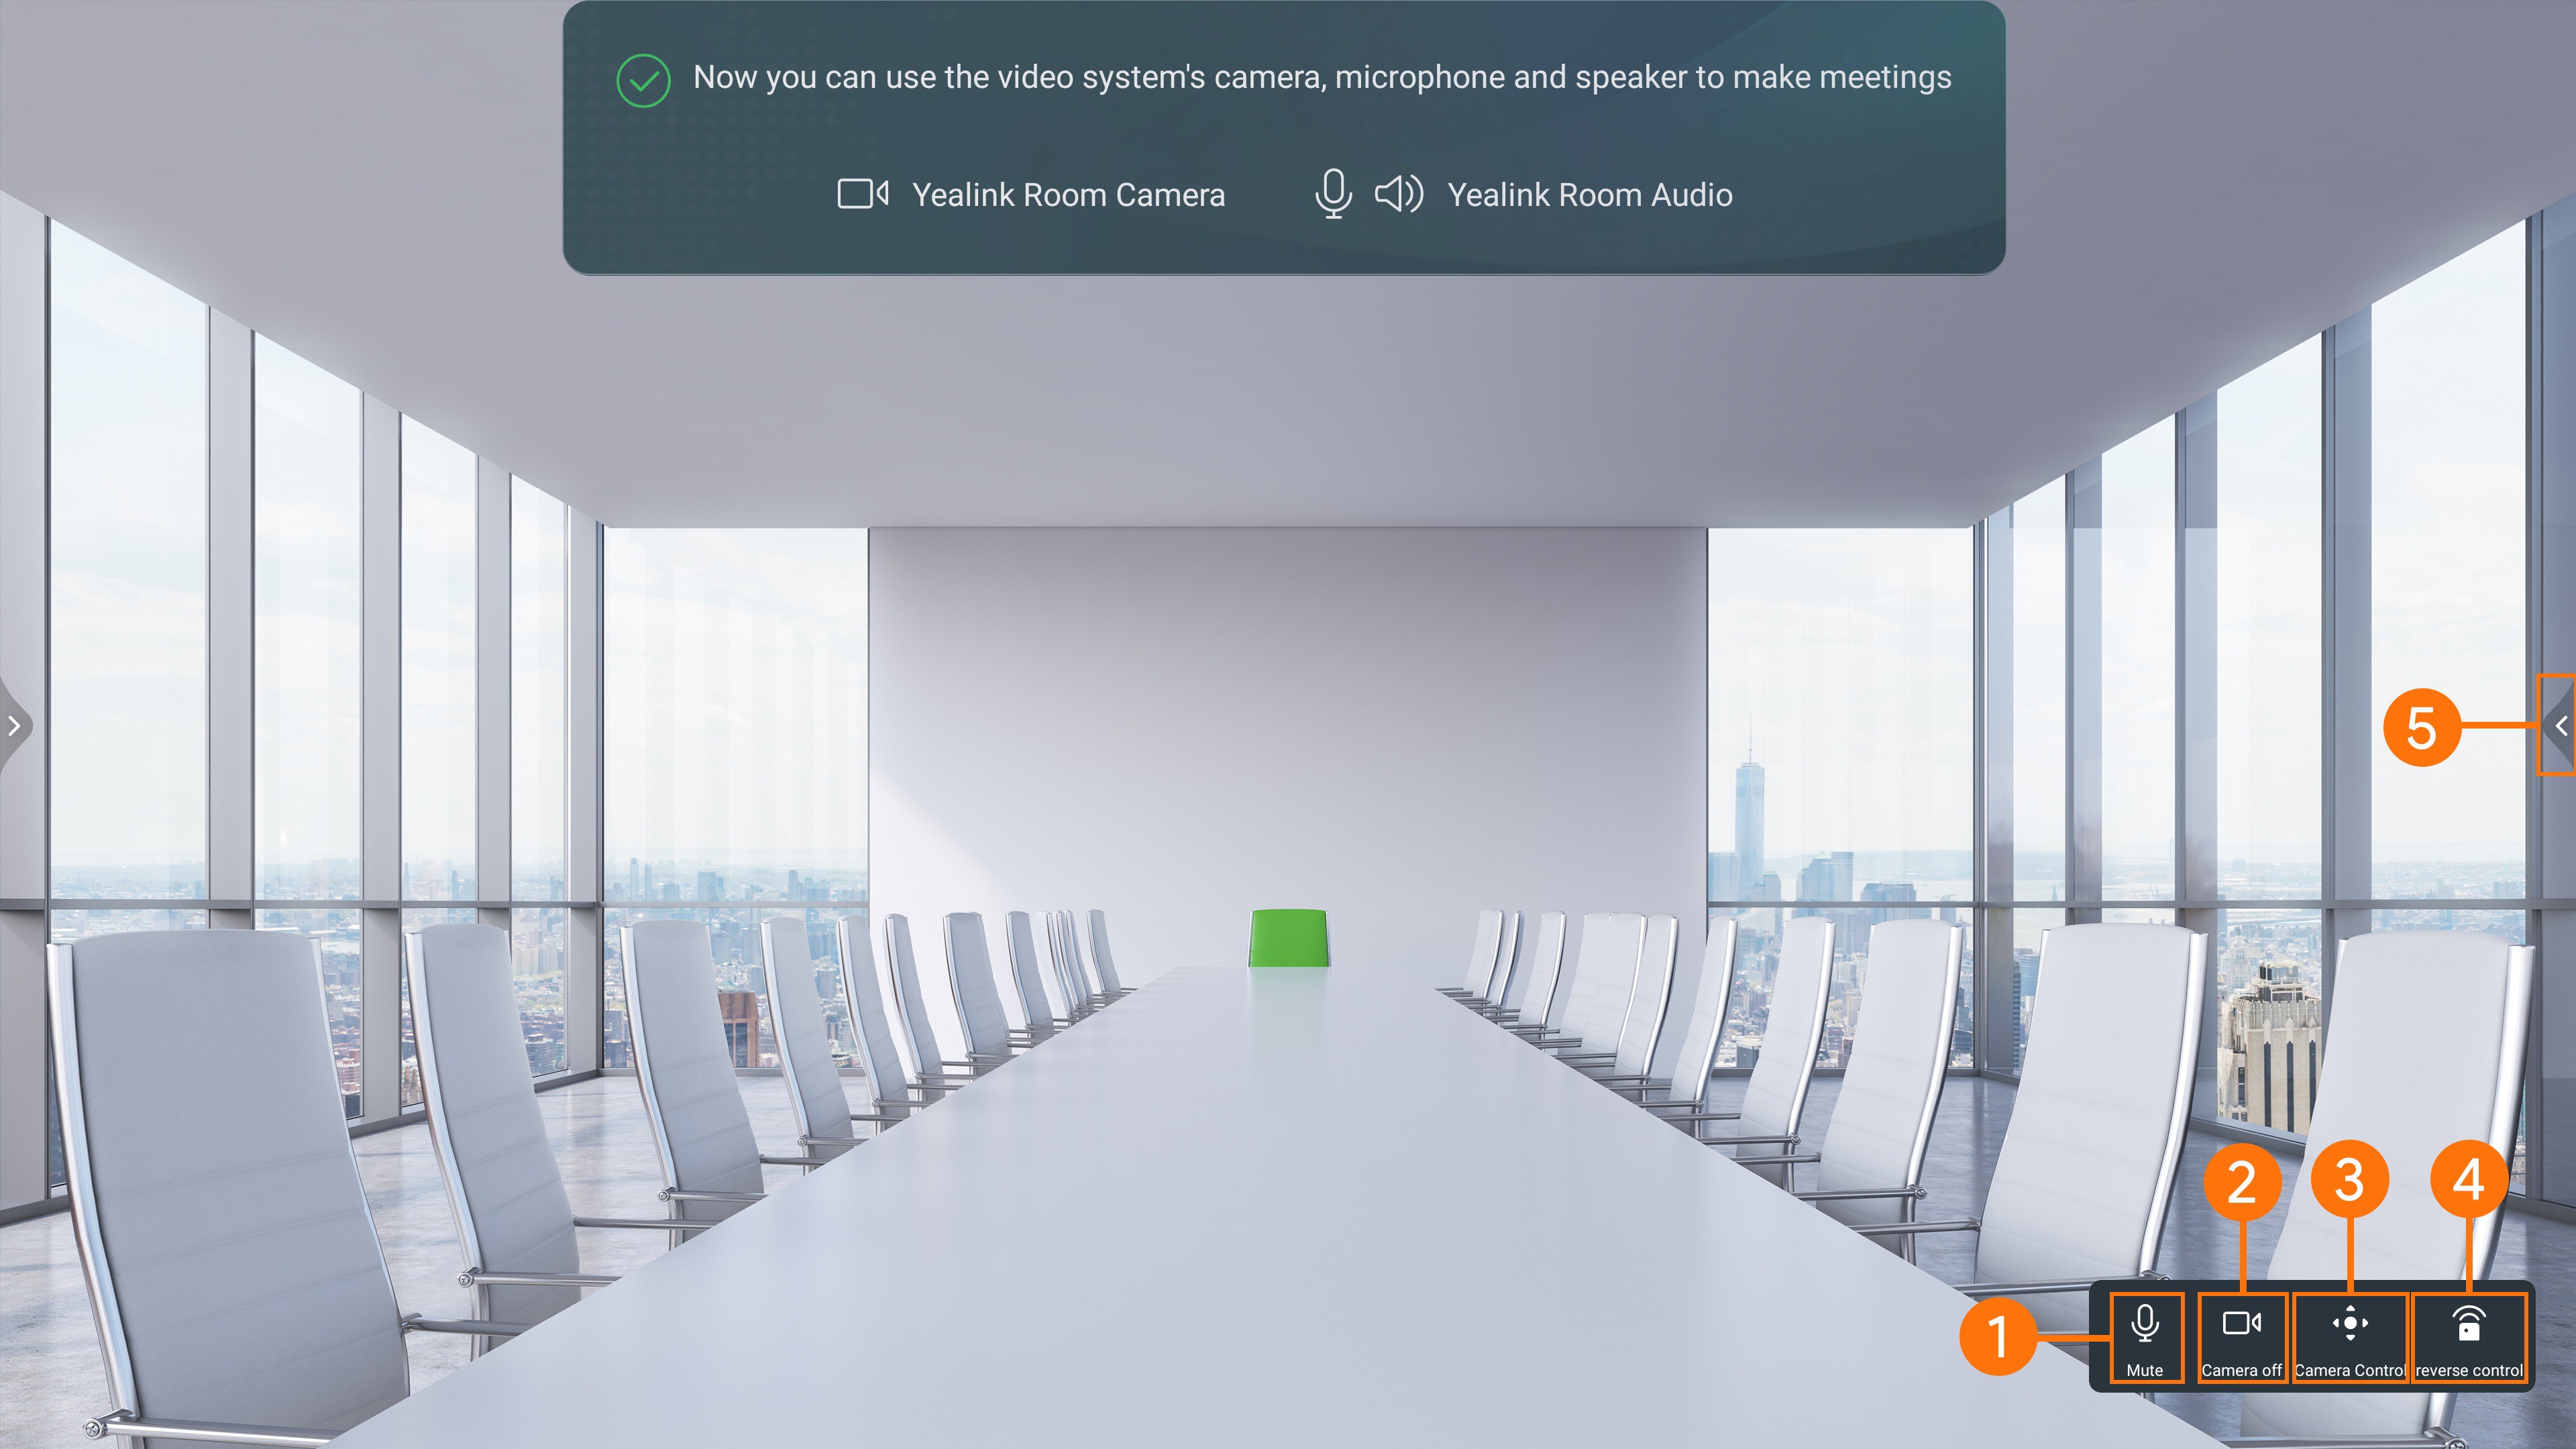 Now you can use the video system's camera, microphone and speaker to make meetings
Yealink Room Camera
Yealink Room Audio
5
2
3
4
1
Mute
Camera off
Camera Control
reverse control